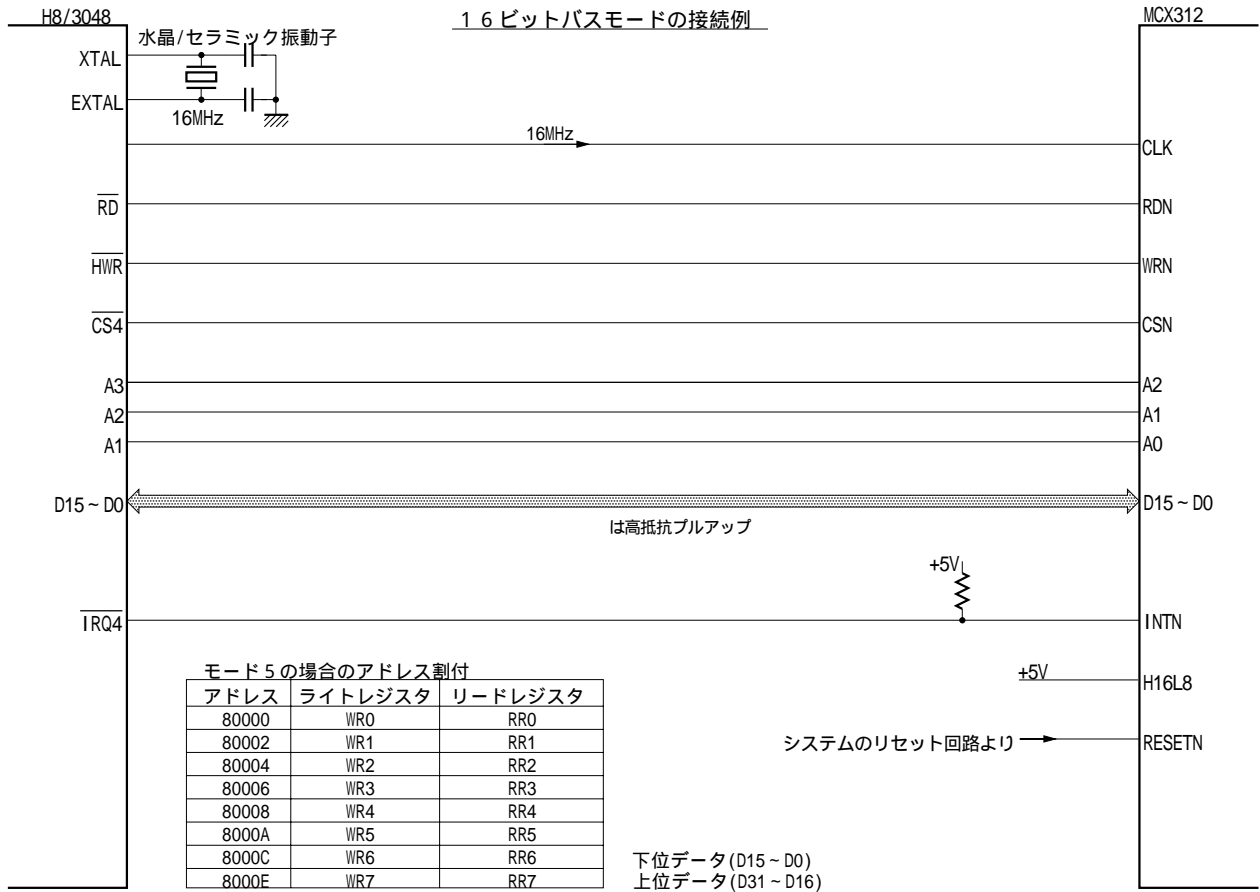 H8/3048
16ビットバスモードの接続例
MCX312
水晶/セラミック振動子
XTAL
EXTAL
16MHz
16MHz
CLK
RD
RDN
HWR
WRN
CS4
CSN
A3
A2
A2
A1
A1
A0
D15~D0
D15~D0
は高抵抗プルアップ
+5V
IRQ4
INTN
モード5の場合のアドレス割付
アドレス ライトレジスタ リードレジスタ
80000 WR0 RR0
80002 WR1 RR1
80004 WR2 RR2
80006 WR3 RR3
80008 WR4 RR4
8000A WR5 RR5
8000C WR6 RR6
8000E WR7 RR7
+5V
H16L8
システムのリセット回路より
RESETN
下位データ(D15~D0)
上位データ(D31~D16)